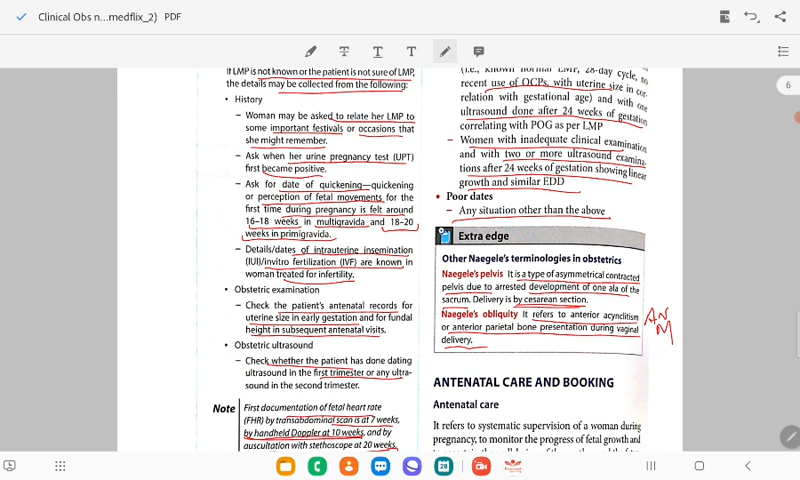 Clinical Obs n...medflix_2) PDF
6
If LMP is not known or the patient is not sure of LMP,
the details may be collected from the following:
• History
– Woman may be asked to relate her LMP to
some important festivals or occasions that
she might remember.
– Ask when her urine pregnancy test (UPT)
first became positive.
– Ask for date of quickening—quickening
or perception of fetal movements for the
first time during pregnancy is felt around
16–18 weeks in multigravida and 18–20
weeks in primigravida.
– Details/dates of intrauterine insemination
(IUI)/invitro fertilization (IVF) are known in
woman treated for infertility.
• Obstetric examination
– Check the patient's antenatal records for
uterine size in early gestation and for fundal
height in subsequent antenatal visits.
• Obstetric ultrasound
– Check whether the patient has done dating
ultrasound in the first trimester or any ultra-
sound in the second trimester.
Note First documentation of fetal heart rate
(FHR) by transabdominal scan is at 7 weeks,
by handheld Doppler at 10 weeks, and by
auscultation with stethoscope at 20 weeks.
(i.e., known normal LMP, 28-day cycle, no
recent use of OCPs, with uterine size in cor-
relation with gestational age) and with one
ultrasound done after 24 weeks of gestation
correlating with POG as per LMP
– Women with inadequate clinical examination
and with two or more ultrasound examina-
tions after 24 weeks of gestation showing linear
growth and similar EDD
• Poor dates
– Any situation other than the above
Extra edge
Other Naegele's terminologies in obstetrics
Naegele's pelvis It is a type of asymmetrical contracted
pelvis due to arrested development of one ala of the
sacrum. Delivery is by cesarean section.
Naegele's obliquity It refers to anterior acynclitism
or anterior parietal bone presentation during vaginal
delivery.
AN
M
ANTENATAL CARE AND BOOKING
Antenatal care
It refers to systematic supervision of a woman during
pregnancy, to monitor the progress of fetal growth and
28